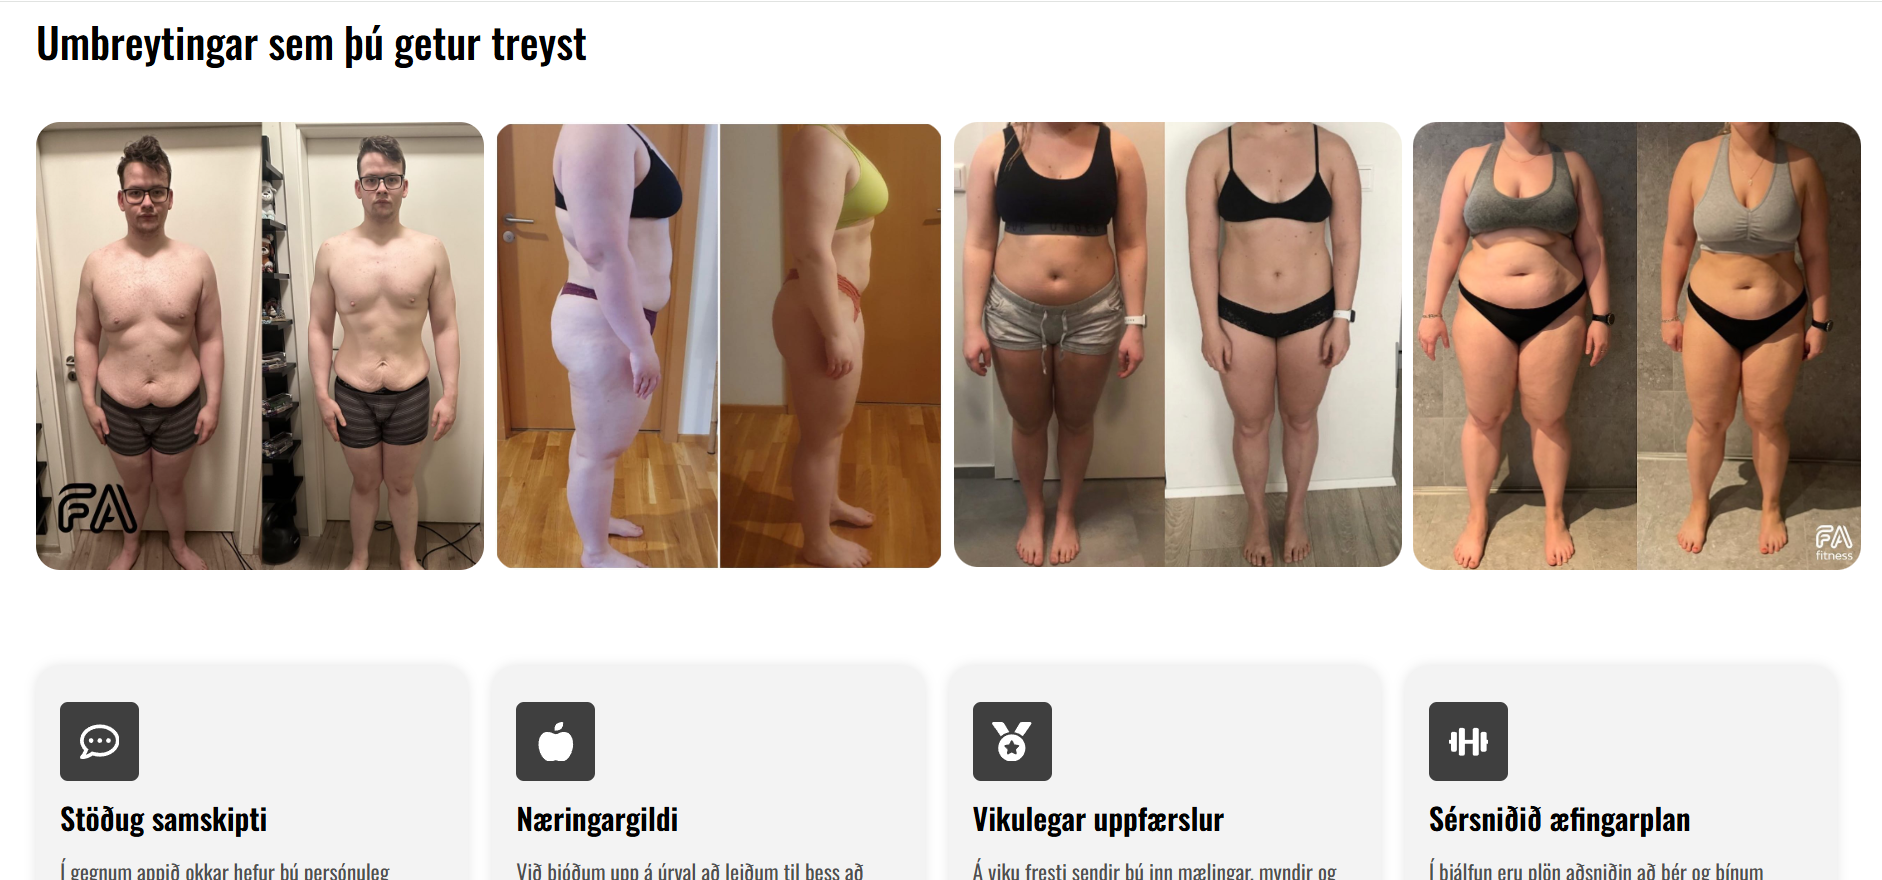 Umbreytingar sem þú getur treyst
FA
FA
fitness
Stöðug samskipti
Næringargildi
Vikulegar uppfærslur
Sérsniðið æfingarplan
Í gegnum appið okkar hefur þú persónuleg
Við bjóðum upp á úrval að leiðum til þess að
Á viku fresti sendir þú inn mælingar, myndir og
Í þjálfun eru plön aðsniðin að þér og þínum